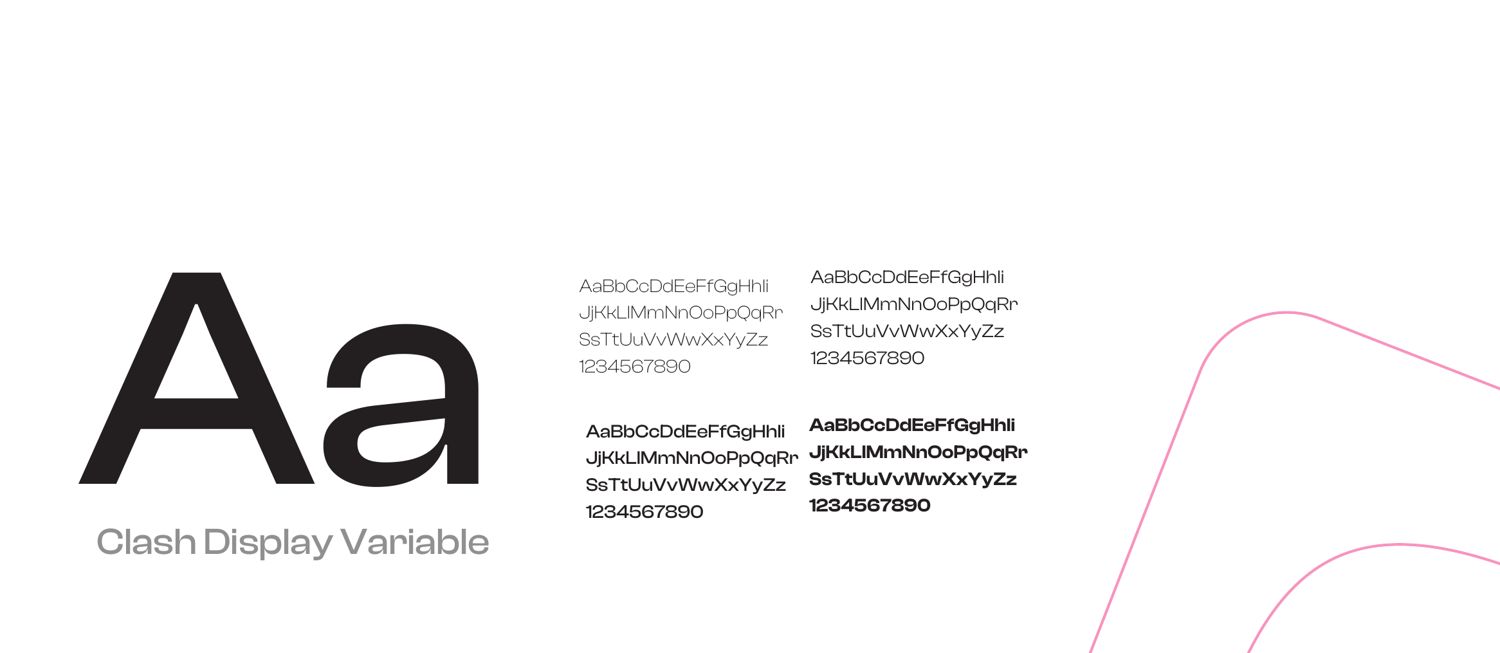 Aa
Clash Display Variable
AaBbCcDdEeFfGgHhIi
JjKkLlMmNnOoPpQqRr
SsTtUuVvWwXxYyZz
1234567890
AaBbCcDdEeFfGgHhIi
JjKkLlMmNnOoPpQqRr
SsTtUuVvWwXxYyZz
1234567890
AaBbCcDdEeFfGgHhIi
JjKkLlMmNnOoPpQqRr
SsTtUuVvWwXxYyZz
1234567890
AaBbCcDdEeFfGgHhIi
JjKkLlMmNnOoPpQqRr
SsTtUuVvWwXxYyZz
1234567890